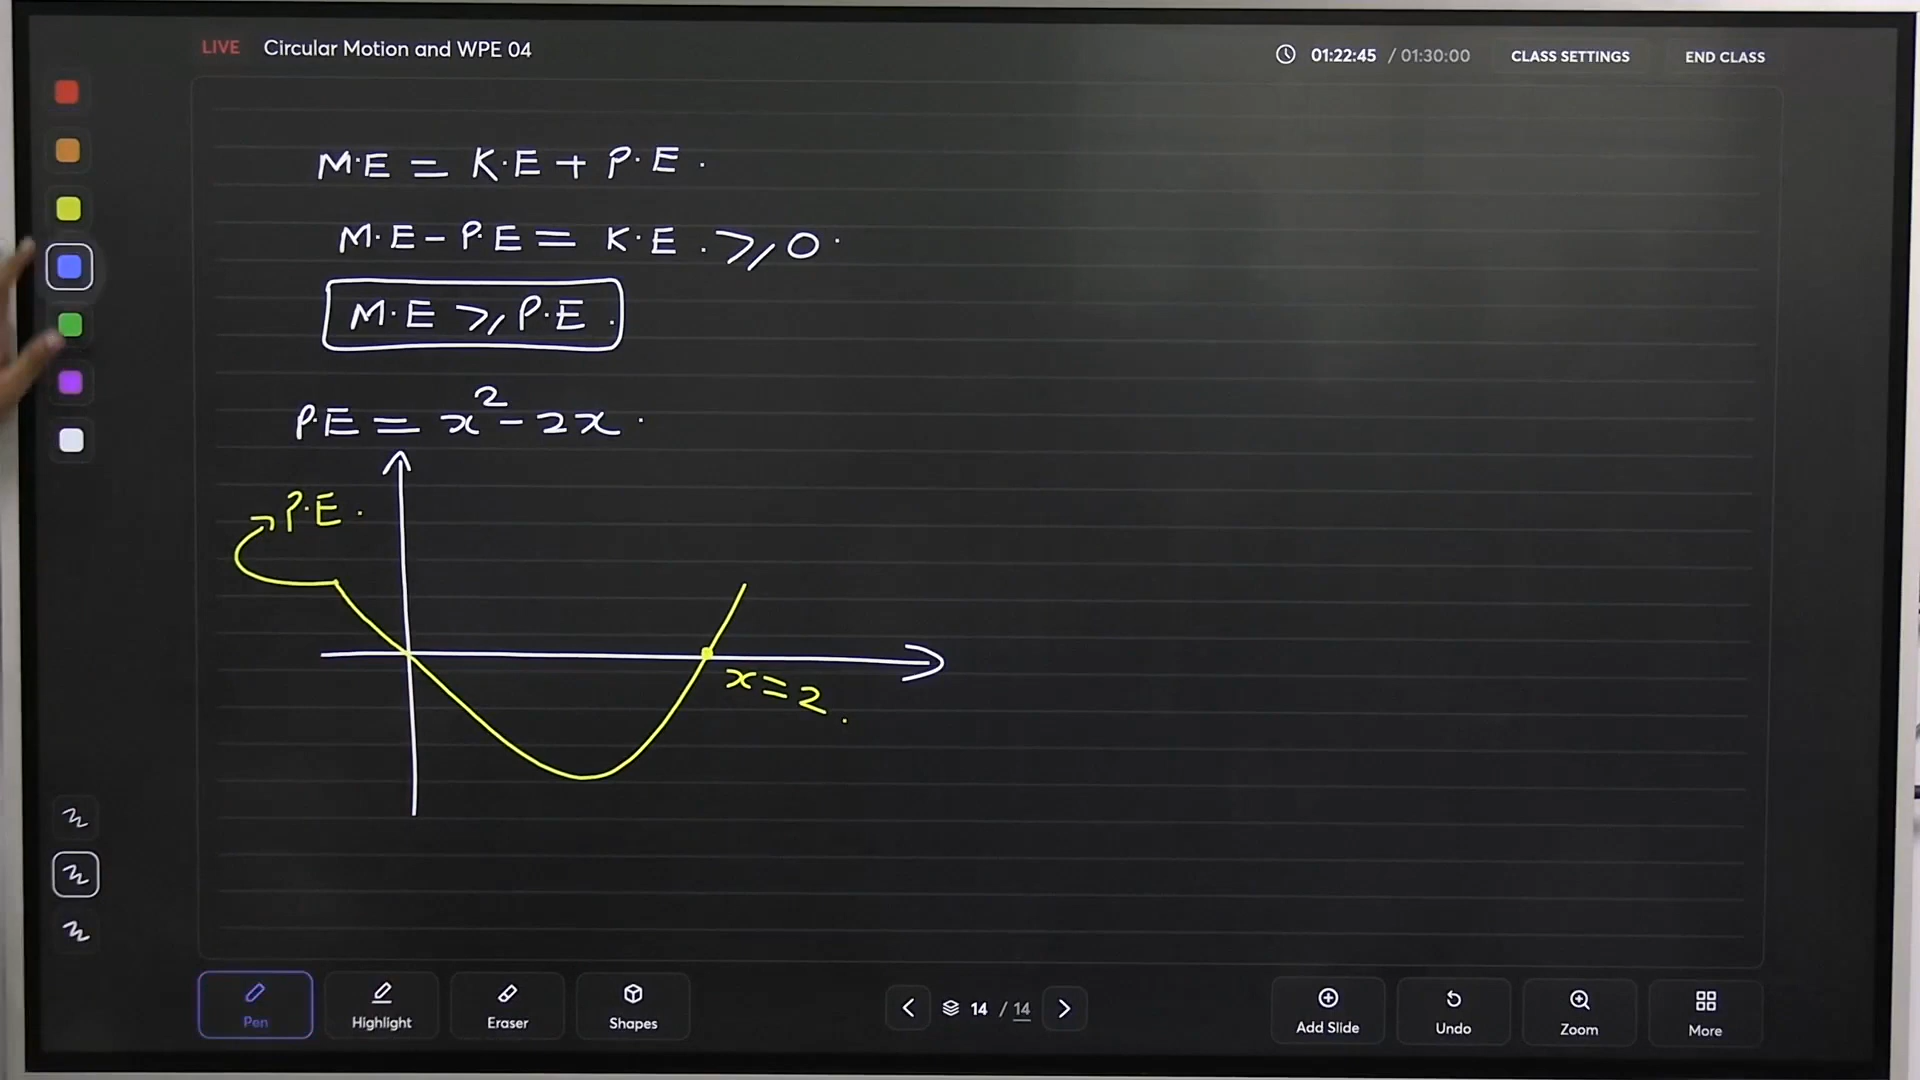 LIVE Circular Motion and WPE 04 01:22:45 / 01:30:00 CLASS SETTINGS END CLASS
M.E = K.E + P.E .
M.E - P.E = K.E . ⩾ 0 .
M.E ⩾ P.E .
P.E = x² - 2x .
P.E .
x = 2 .
Pen Highlight Eraser Shapes 14 / 14 Add Slide Undo Zoom More